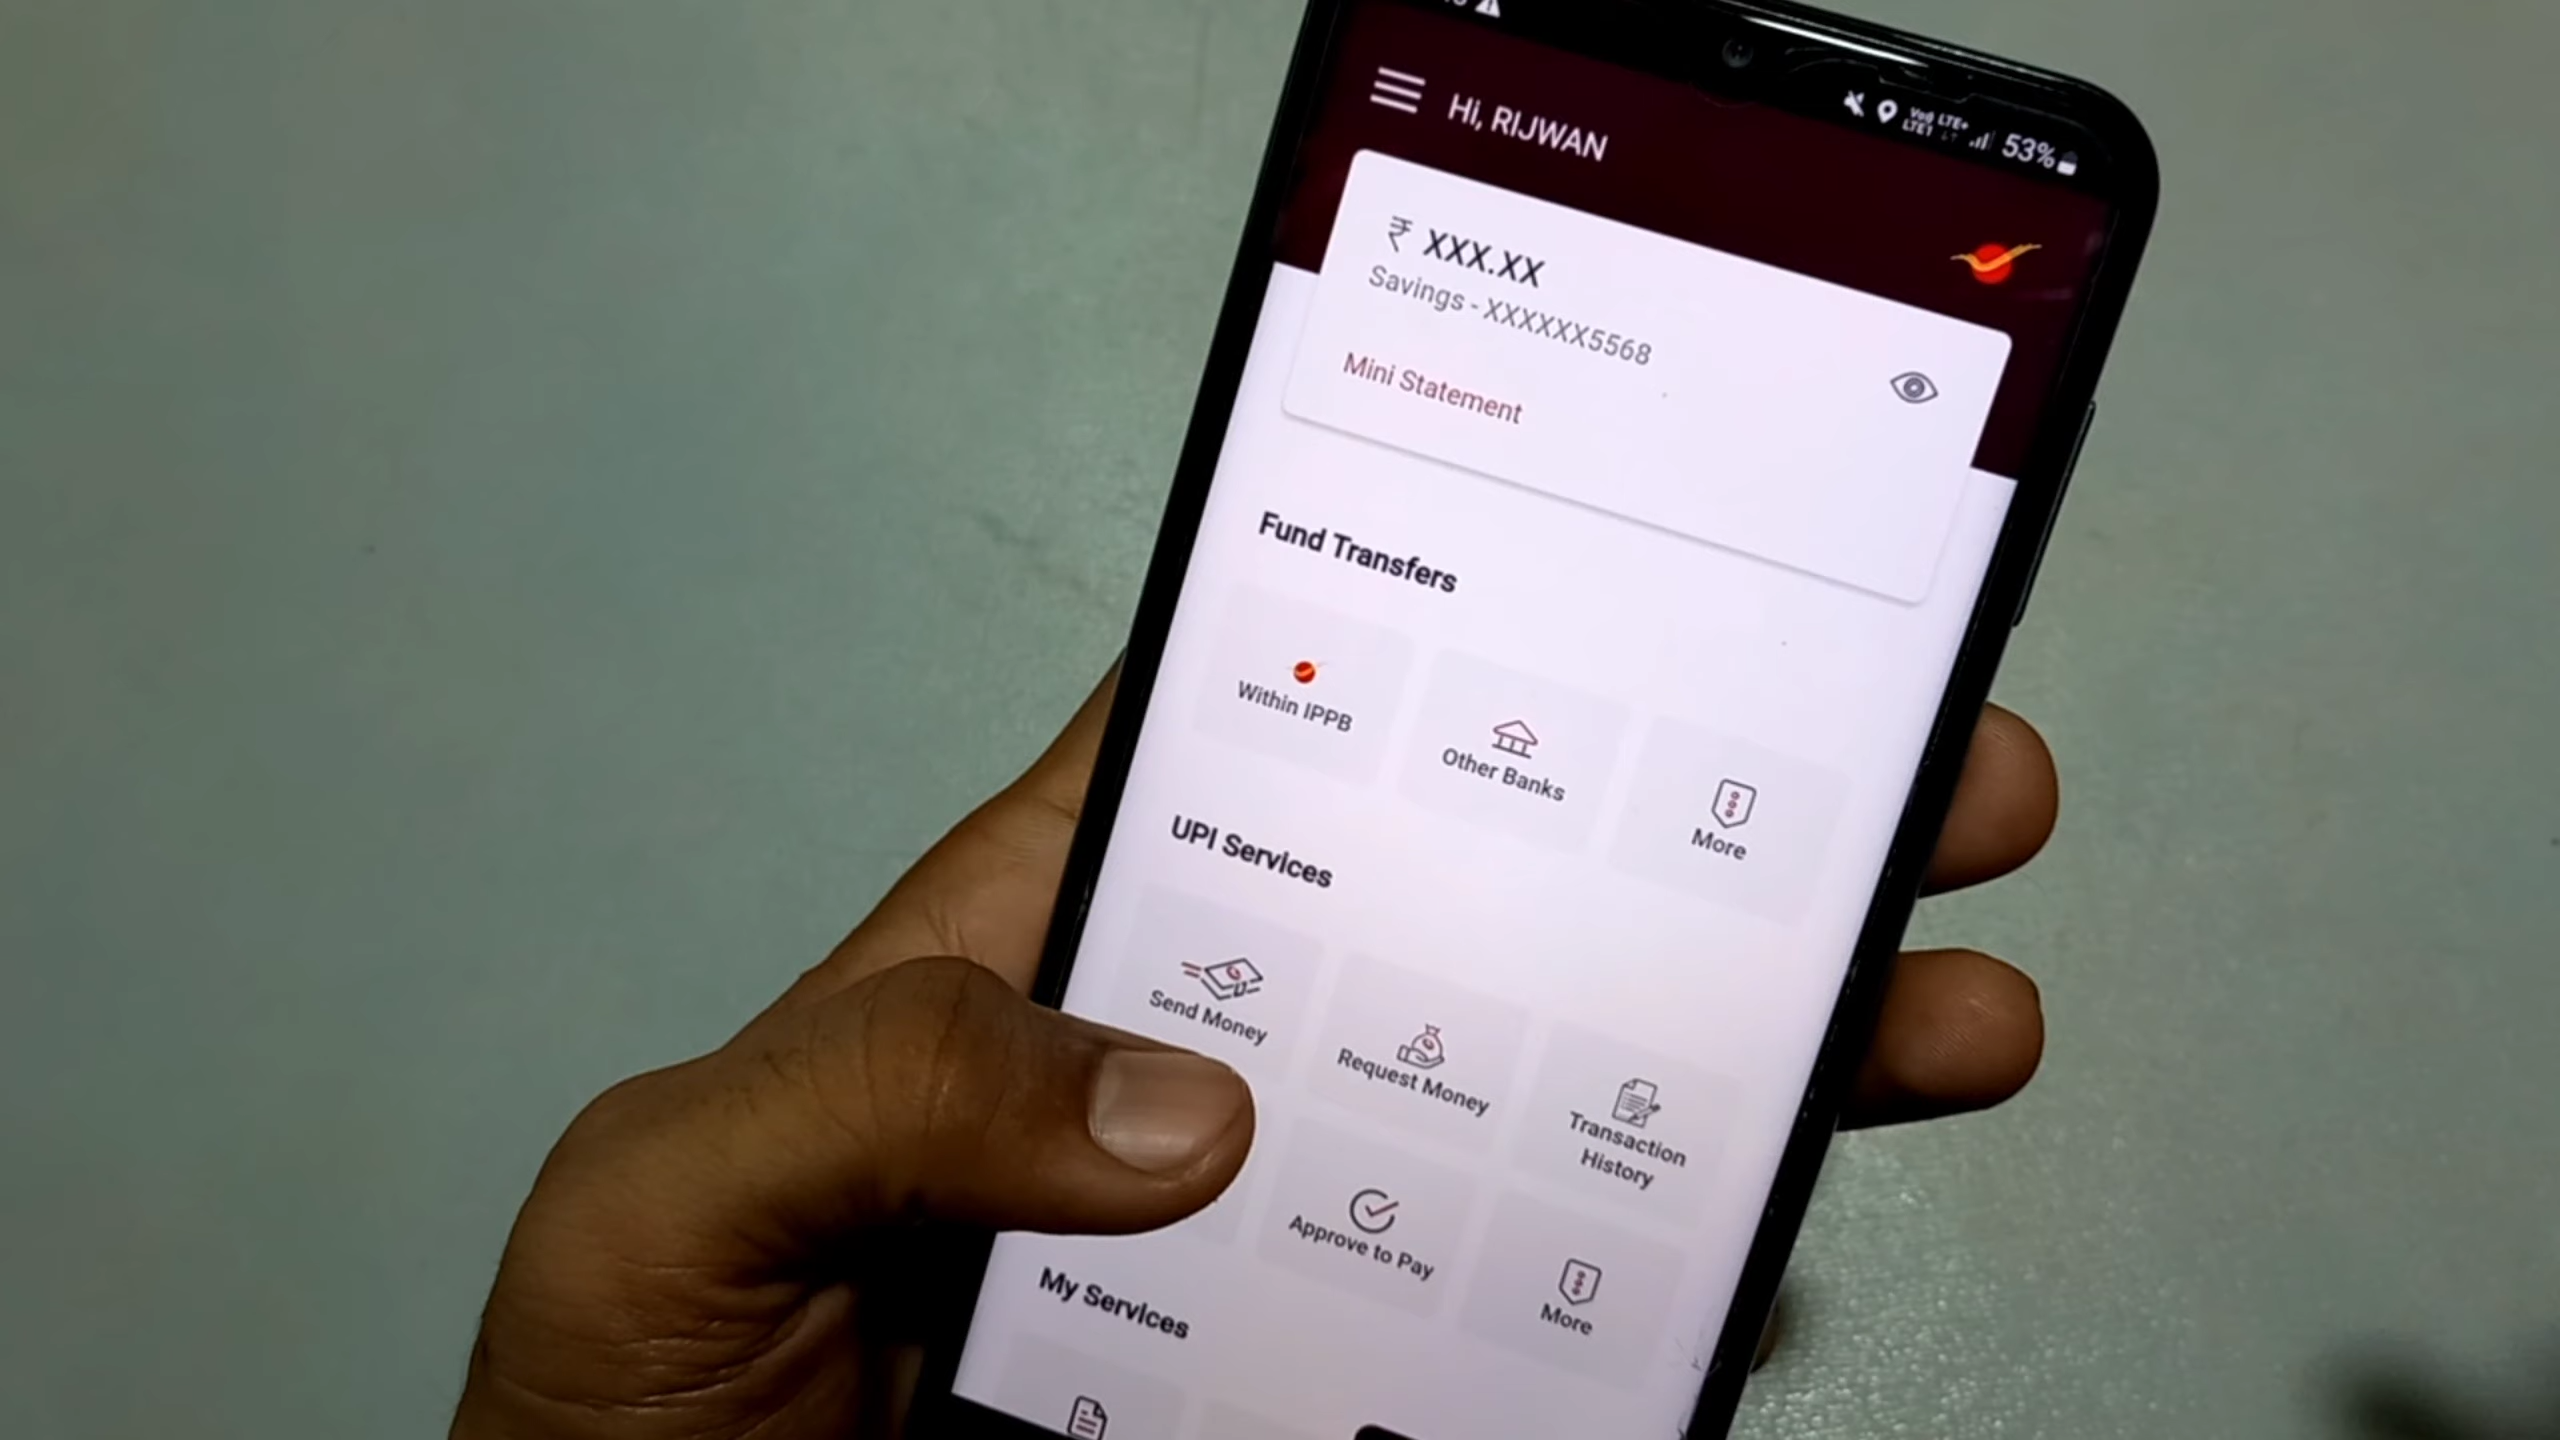 Hi, RIJWAN
53%
₹ XXX.XX
Savings - XXXXXX5568
Mini Statement
Fund Transfers
Within IPPB
Other Banks
More
UPI Services
Send Money
Request Money
Transaction
History
Approve to Pay
More
My Services